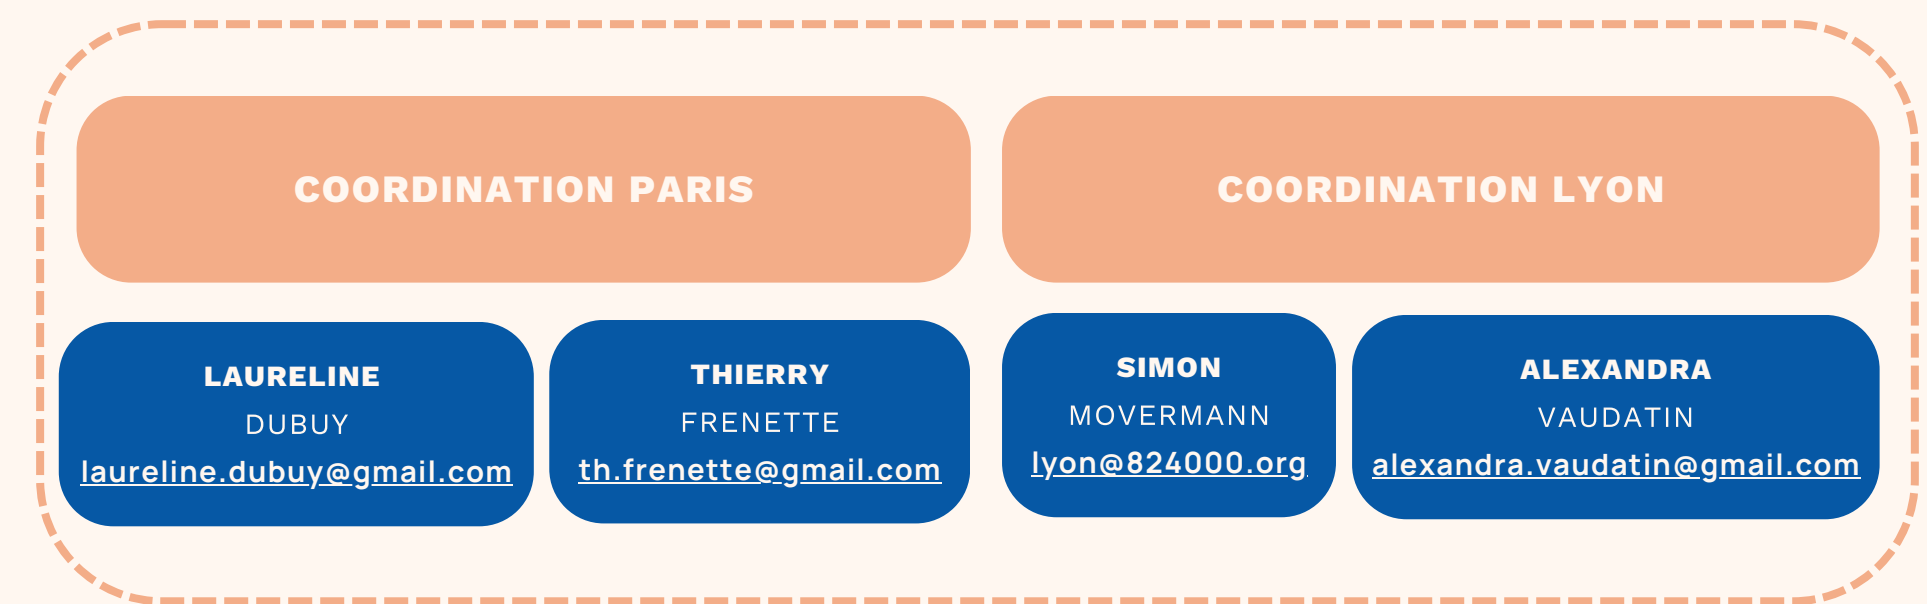 COORDINATION PARIS
COORDINATION LYON
LAURELINE
DUBUY
laureline.dubuy@gmail.com
THIERRY
FRENETTE
th.frenette@gmail.com
SIMON
MOVERMANN
lyon@824000.org
ALEXANDRA
VAUDATIN
alexandra.vaudatin@gmail.com